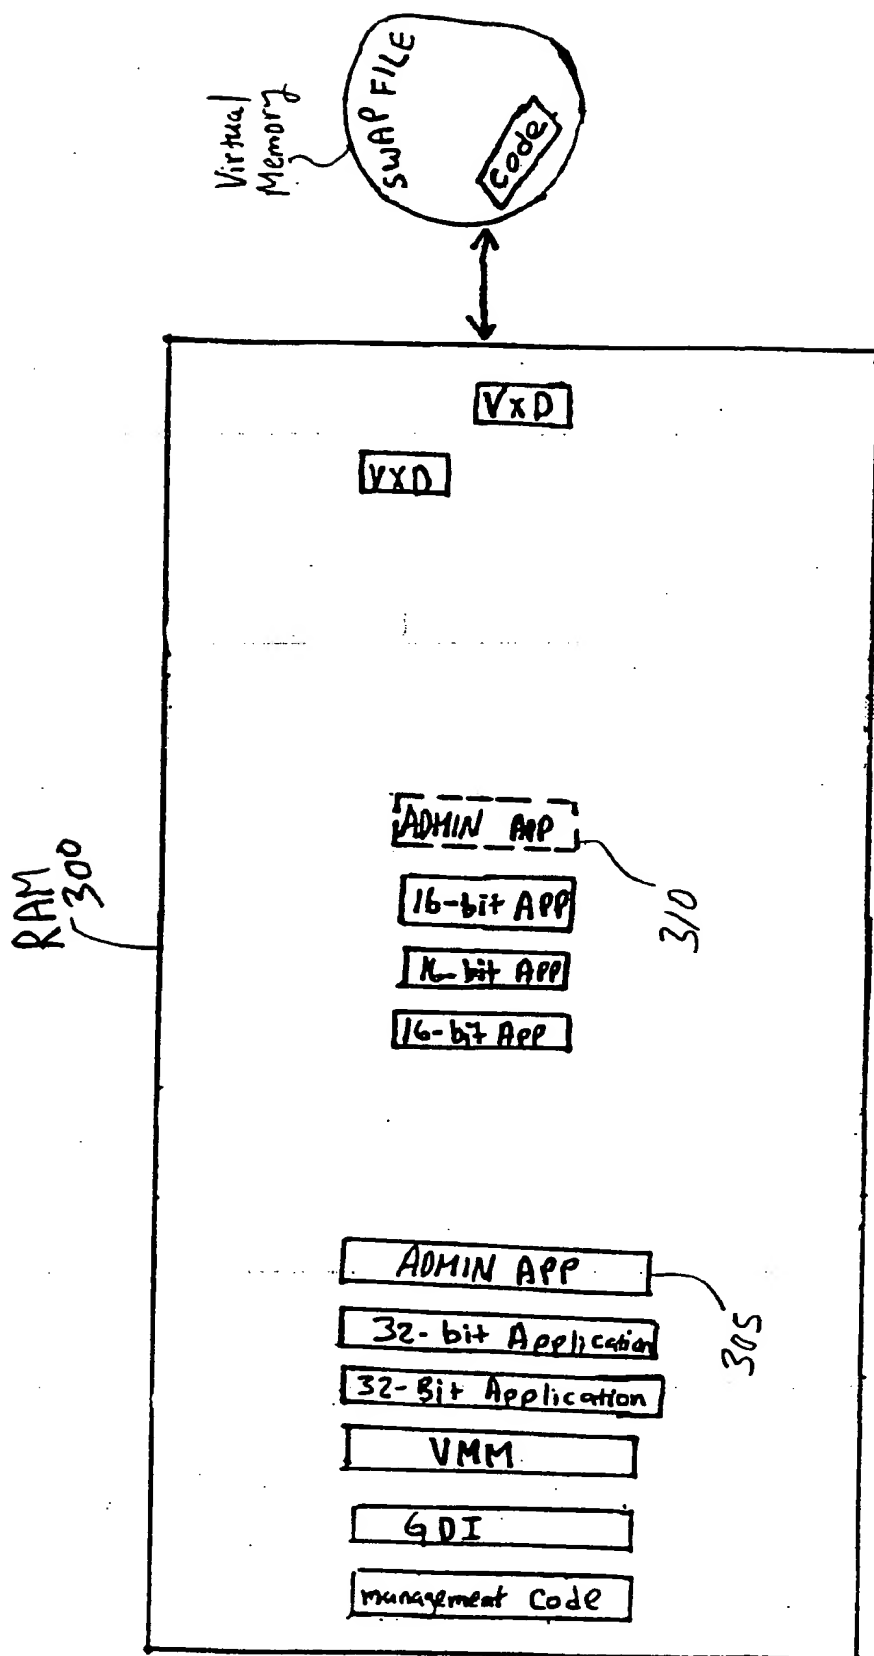 Virtual
Memory
SWAP FILE
Code
VxD
VXD
RAM
300
ADMIN APP
310
16-bit APP
16-bit APP
16-bit App
ADMIN APP
305
32-bit Application
32-Bit Application
VMM
GDI
management Code